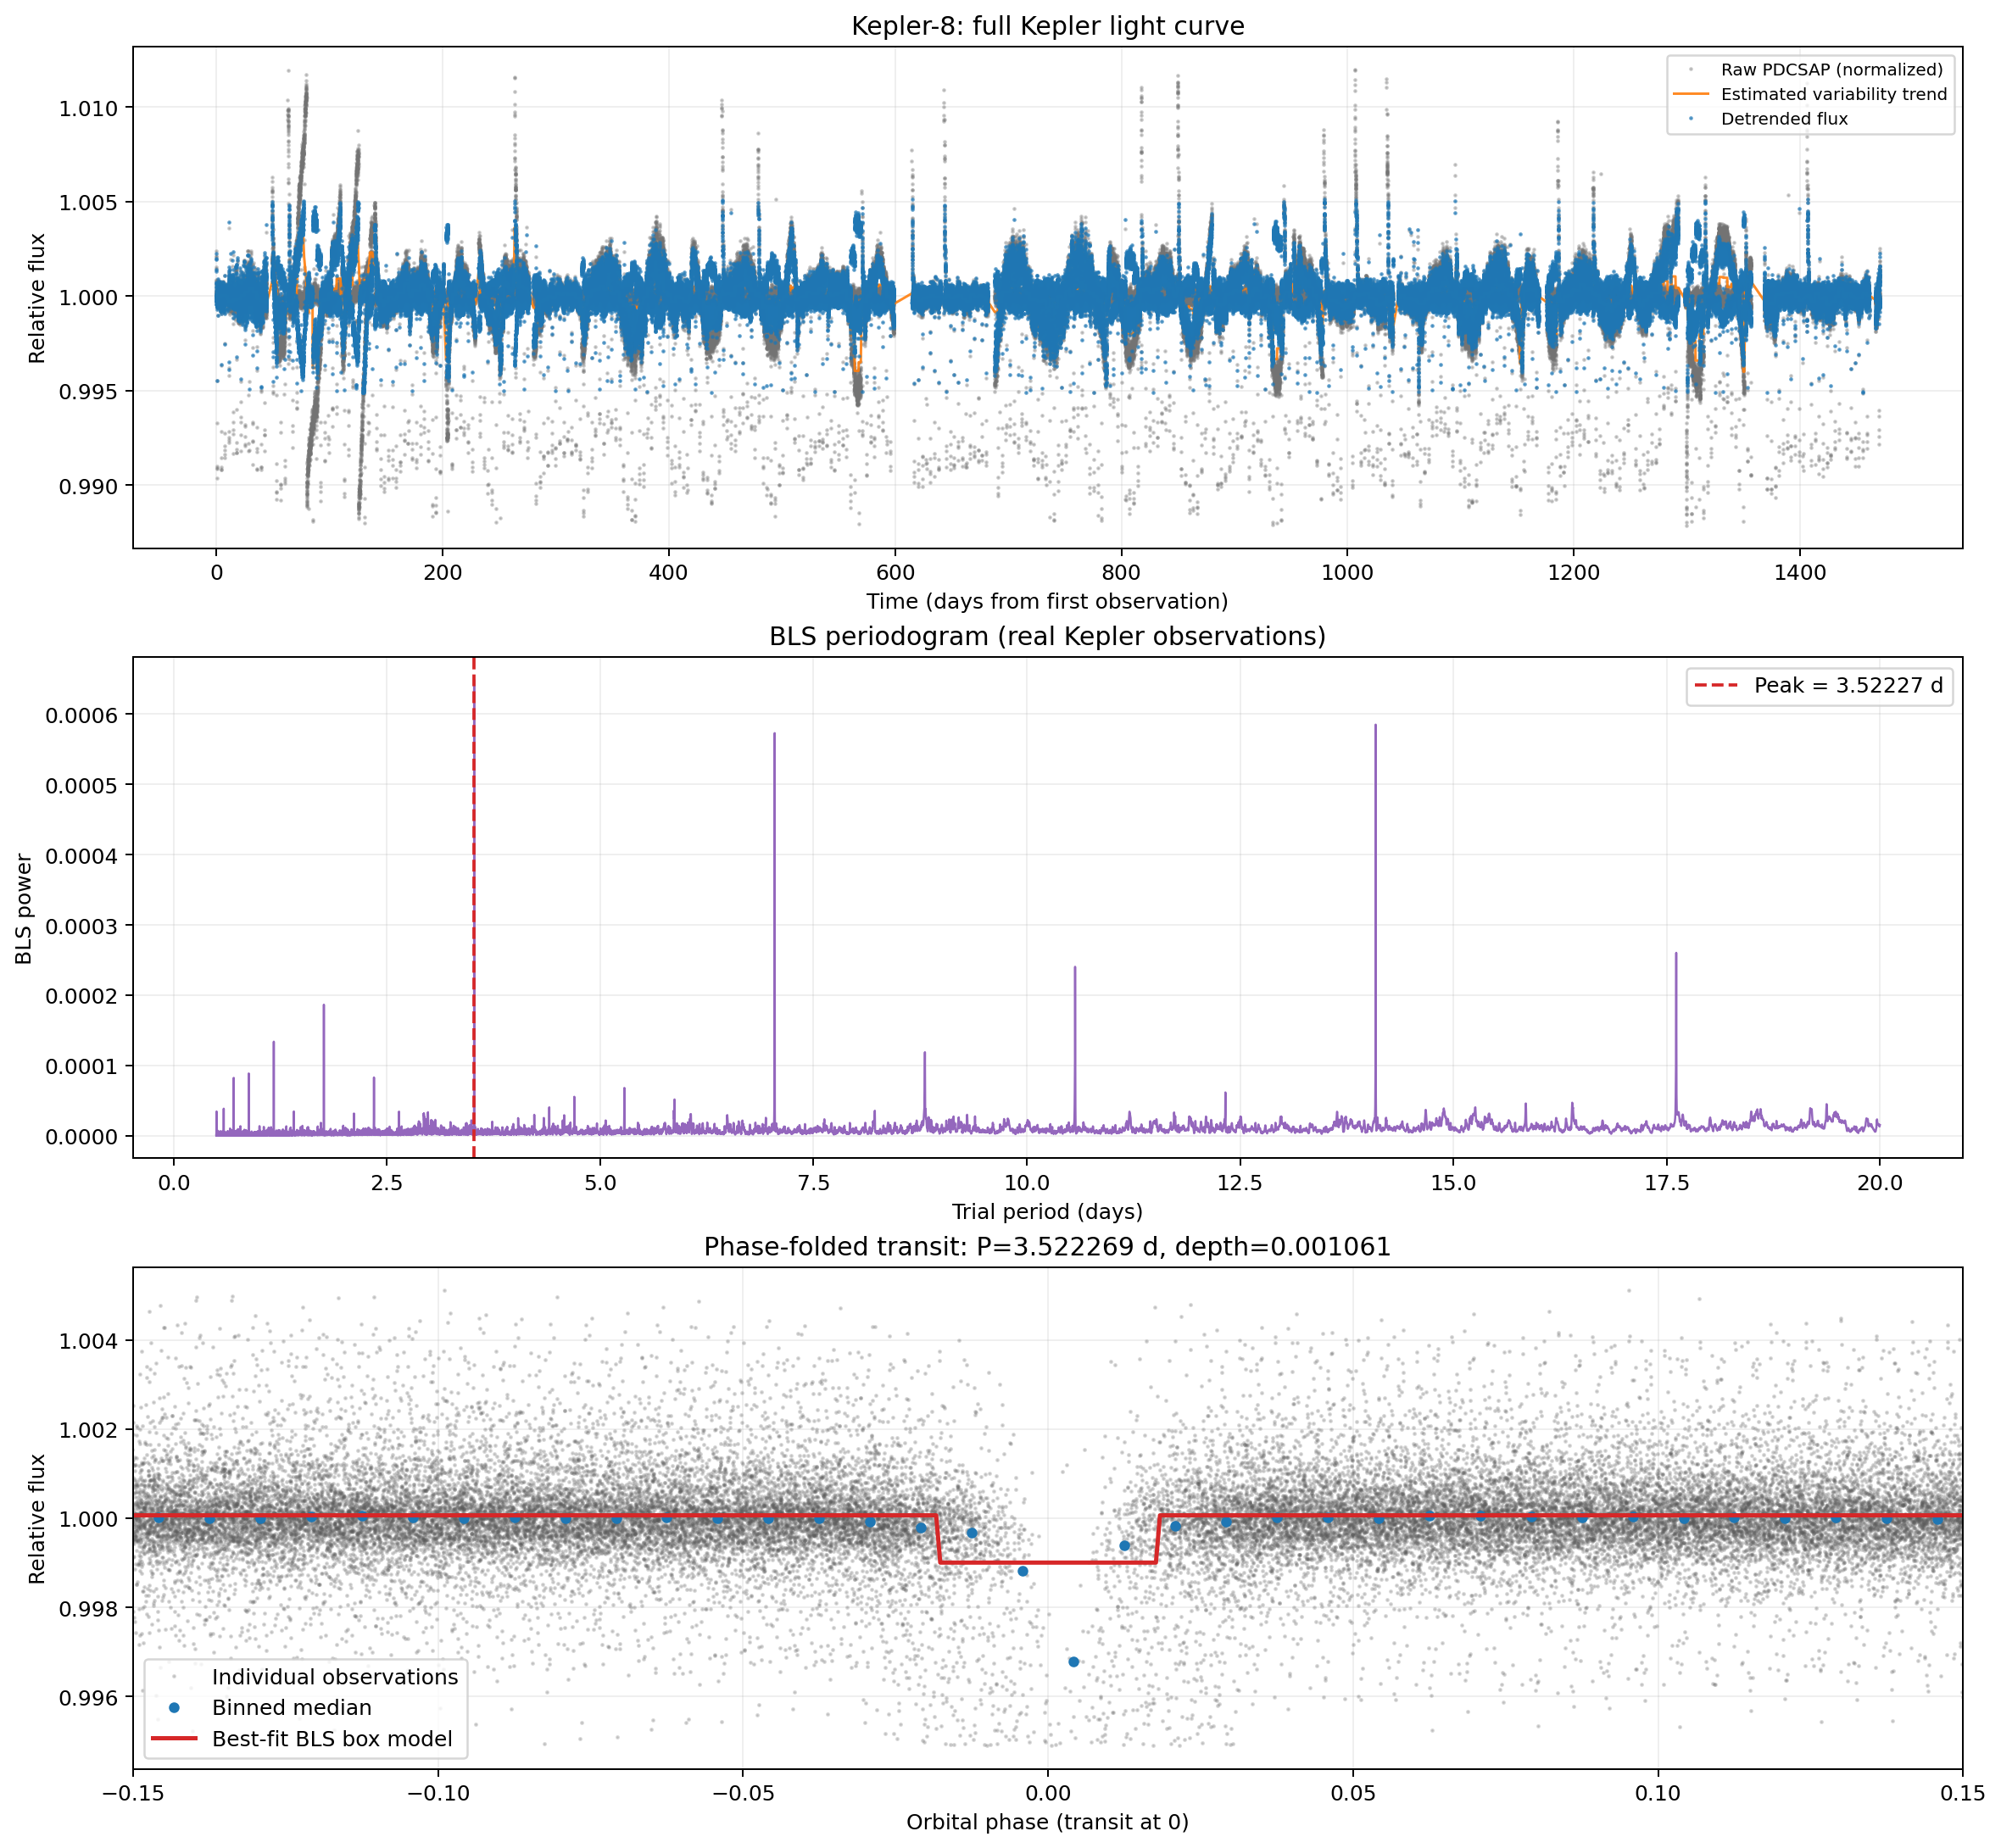 Kepler-8: full Kepler light curve
Raw PDCSAP (normalized)
Estimated variability trend
Detrended flux
Relative flux
1.010
1.005
1.000
0.995
0.990
0 200 400 600 800 1000 1200 1400
Time (days from first observation)
BLS periodogram (real Kepler observations)
Peak = 3.52227 d
BLS power
0.0006
0.0005
0.0004
0.0003
0.0002
0.0001
0.0000
0.0 2.5 5.0 7.5 10.0 12.5 15.0 17.5 20.0
Trial period (days)
Phase-folded transit: P=3.522269 d, depth=0.001061
Relative flux
1.004
1.002
1.000
0.998
0.996
Individual observations
Binned median
Best-fit BLS box model
−0.15 −0.10 −0.05 0.00 0.05 0.10 0.15
Orbital phase (transit at 0)